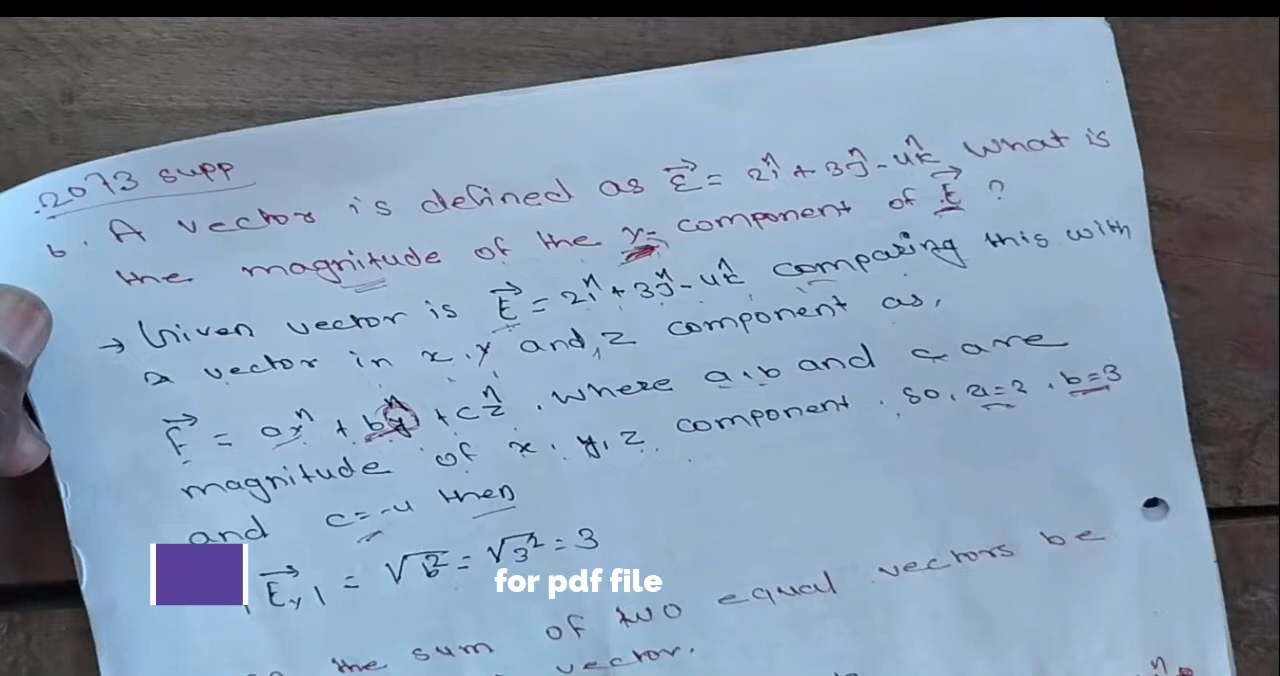 2073 supp
6. A vector is defined as E⃗ = 2î + 3ĵ - 4k̂ what is
the magnitude of the y- component of E⃗ ?
→ Given vector is E⃗ = 2î + 3ĵ - 4k̂ comparing this with
a vector in x, y and, z component as,
= ax̂ + bŷ + cẑ . where a, b and c are
magnitude of x, y, z component . so, a=2 , b=3
and c=-4 then
|E⃗y| = √b² = √3² = 3
for pdf file
the sum of two equal vectors be
vector.